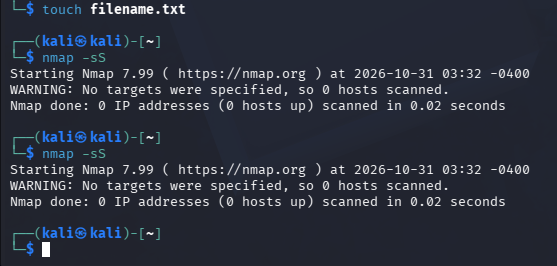 └─$ touch filename.txt
┌──(kali㉿kali)-[~]
└─$ nmap -sS
Starting Nmap 7.99 ( https://nmap.org ) at 2026-10-31 03:32 -0400
WARNING: No targets were specified, so 0 hosts scanned.
Nmap done: 0 IP addresses (0 hosts up) scanned in 0.02 seconds
┌──(kali㉿kali)-[~]
└─$ nmap -sS
Starting Nmap 7.99 ( https://nmap.org ) at 2026-10-31 03:32 -0400
WARNING: No targets were specified, so 0 hosts scanned.
Nmap done: 0 IP addresses (0 hosts up) scanned in 0.02 seconds
┌──(kali㉿kali)-[~]
└─$